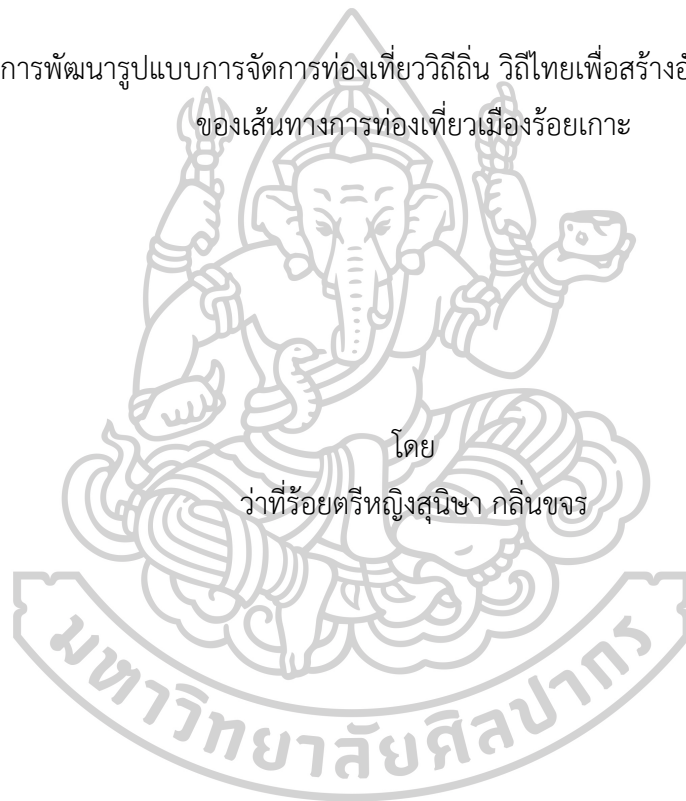 การพัฒนารูปแบบการจัดการท่องเที่ยววิถีถิ่น วิถีไทยเพื่อสร้าง
ของเส้นทางการท่องเที่ยวเมืองร้อยเกาะ
โดย
ว่าที่ร้อยตรีหญิงสุนิษา กลิ่นขจร
มหาวิทยาลัยศิลปากร